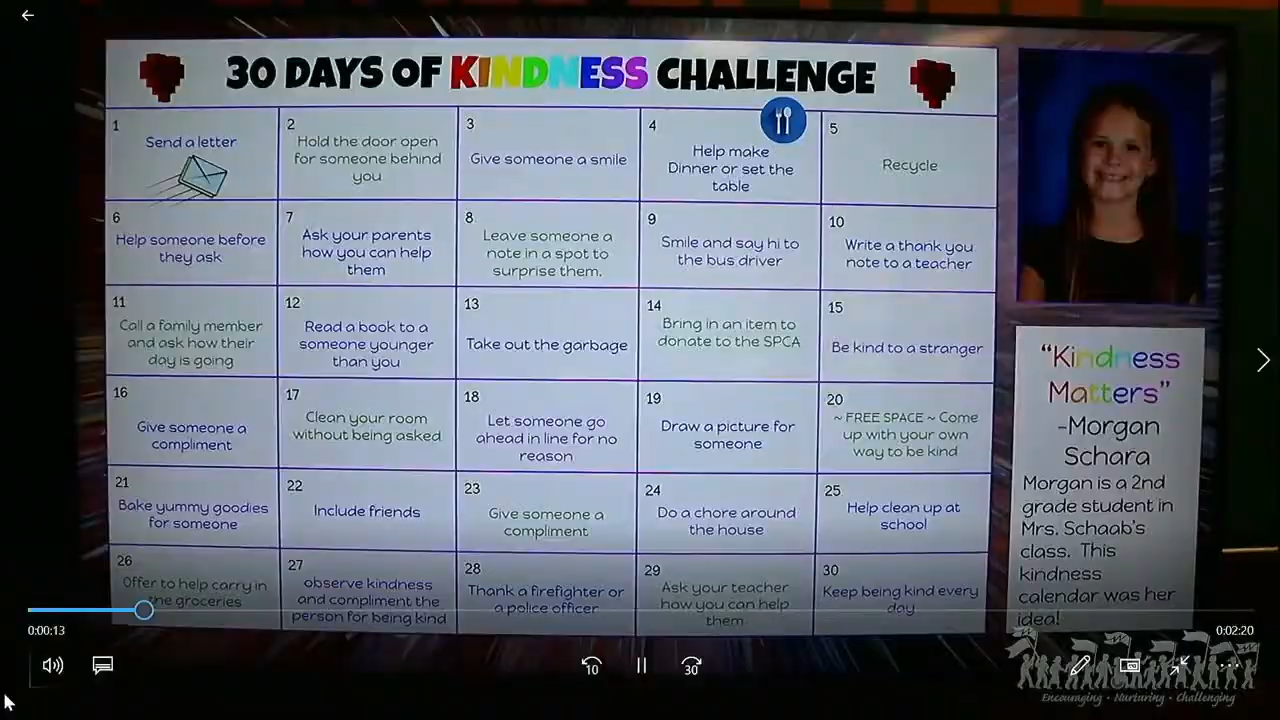 30 DAYS OF KINDNESS CHALLENGE
1
Send a letter
2
Hold the door open
for someone behind
you
3
Give someone a smile
4
Help make
Dinner or set the
table
5
Recycle
6
Help someone before
they ask
7
Ask your parents
how you can help
them
8
Leave someone a
note in a spot to
surprise them.
9
Smile and say hi to
the bus driver
10
Write a thank you
note to a teacher
11
Call a family member
and ask how their
day is going
12
Read a book to a
someone younger
than you
13
Take out the garbage
14
Bring in an item to
donate to the SPCA
15
Be kind to a stranger
16
Give someone a
compliment
17
Clean your room
without being asked
18
Let someone go
ahead in line for no
reason
19
Draw a picture for
someone
20
~ FREE SPACE ~ Come
up with your own
way to be kind
21
Bake yummy goodies
for someone
22
Include friends
23
Give someone a
compliment
24
Do a chore around
the house
25
Help clean up at
school
26
Offer to help carry in
the groceries
27
observe kindness
and compliment the
person for being kind
28
Thank a firefighter or
a police officer
29
Ask your teacher
how you can help
them
30
Keep being kind every
day
"Kindness
Matters"
-Morgan
Schara
Morgan is a 2nd
grade student in
Mrs. Schaab's
class. This
kindness
calendar was her
idea!
0:00:13
0:02:20
10
30
Encouraging • Nurturing • Challenging